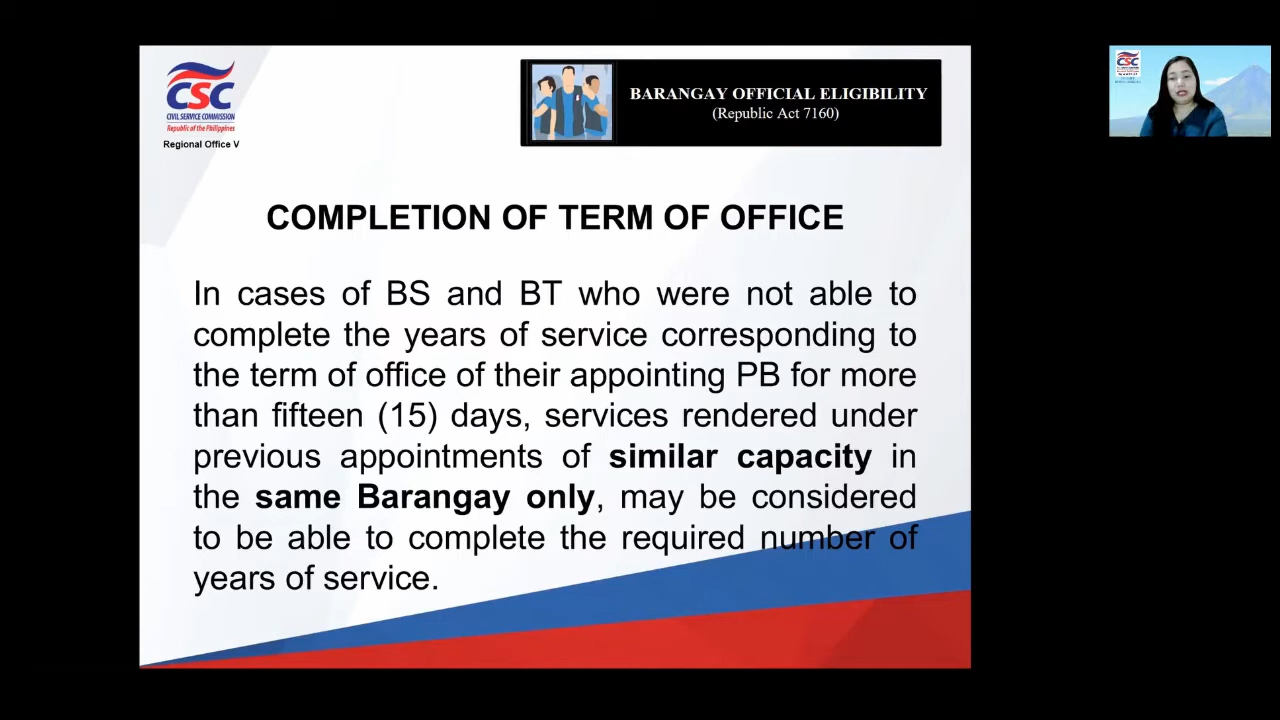 CSC
CIVIL SERVICE COMMISSION
Republic of the Philippines
Regional Office V
BARANGAY OFFICIAL ELIGIBILITY
(Republic Act 7160)
COMPLETION OF TERM OF OFFICE
In cases of BS and BT who were not able to
complete the years of service corresponding to
the term of office of their appointing PB for more
than fifteen (15) days, services rendered under
previous appointments of similar capacity in
the same Barangay only, may be considered
to be able to complete the required number of
years of service.
CSC